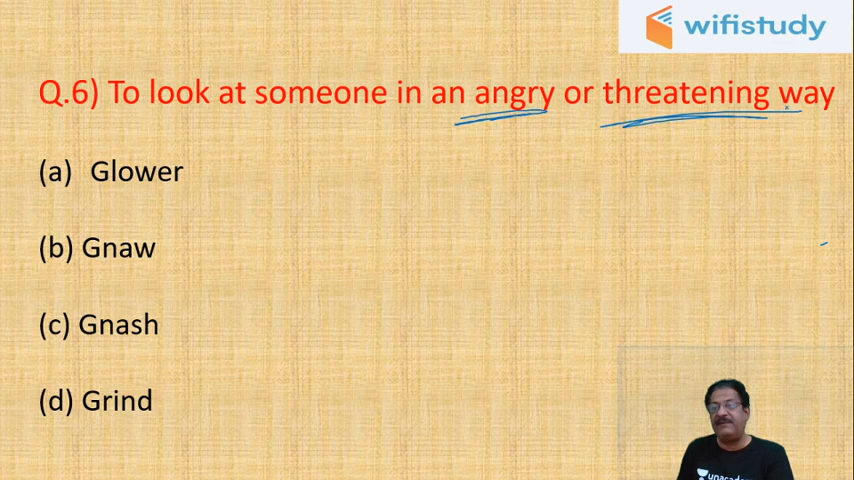 wifistudy
Q.6) To look at someone in an angry or threatening way
(a) Glower
(b) Gnaw
(c) Gnash
(d) Grind